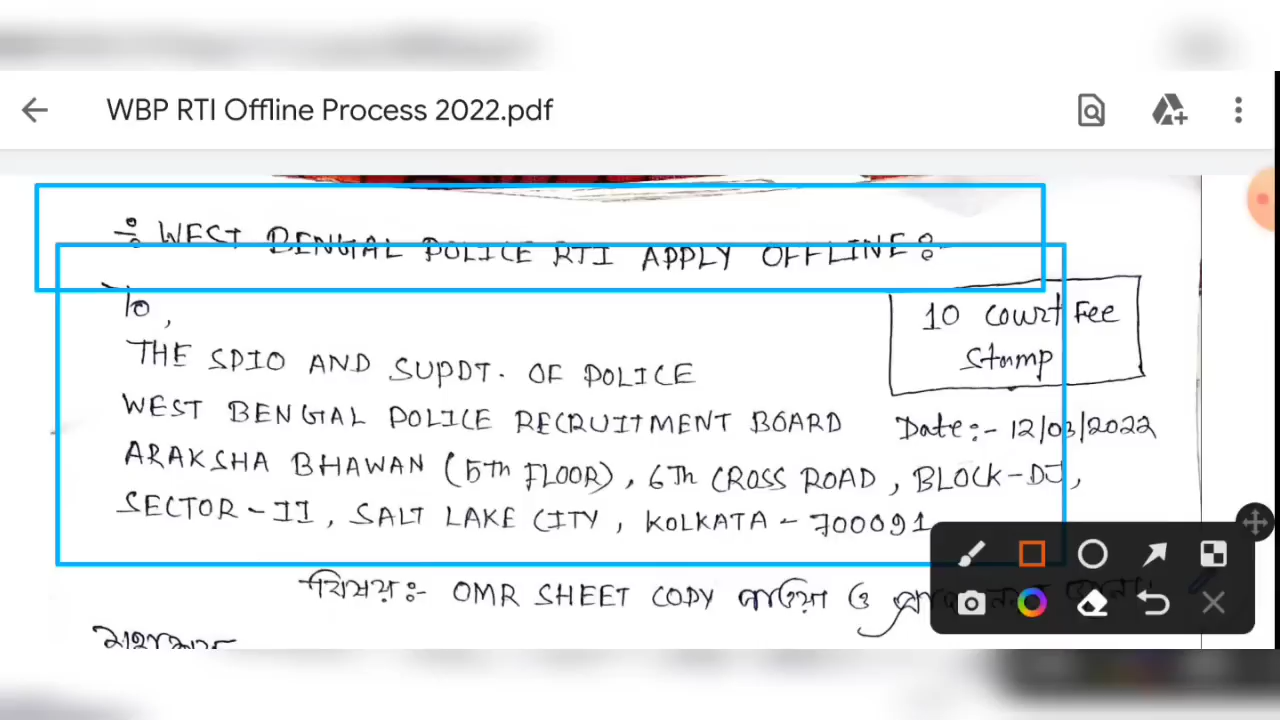 WBP RTI Offline Process 2022.pdf
÷ WEST BENGAL POLICE RTI APPLY OFFLINE :-
To,
10 Court Fee
Stamp
THE SPIO AND SUPDT. OF POLICE
WEST BENGAL POLICE RECRUITMENT BOARD
Date:- 12/03/2022
ARAKSHA BHAWAN (5th FLOOR), 6Th CROSS ROAD, BLOCK-DJ,
SECTOR-II, SALT LAKE CITY, KOLKATA - 700091
বিষয়ঃ- OMR SHEET COPY পাওয়া ও